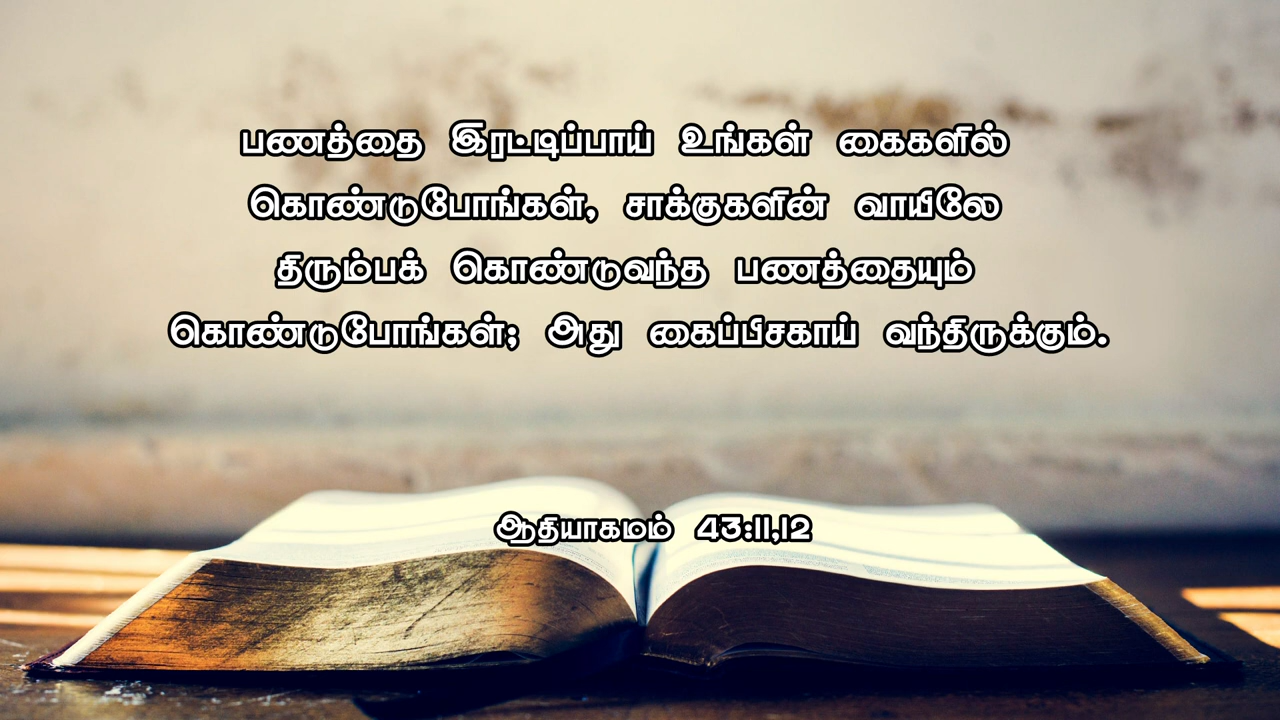 பணத்தை இரட்டிப்பாய் உங்கள் கைகளில்
கொண்டுபோங்கள், சாக்குகளின் வாயிலே
திரும்பக் கொண்டுவந்த பணத்தையும்
கொண்டுபோங்கள்; அது கைப்பிசகாய் வந்திருக்கும்.
ஆதியாகமம் 43:11,12